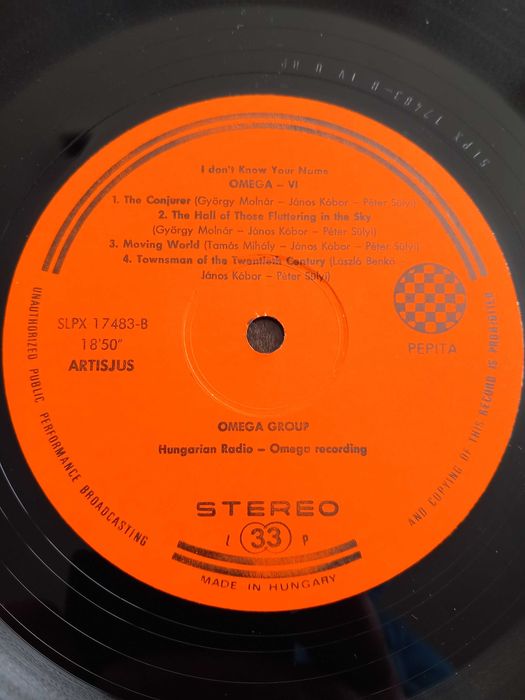 SLPX 17483-B IV U HP
I don't Know Your Name
OMEGA – VI
1. The Conjurer (György Molnár – János Kóbor – Péter Sülyi)
2. The Hall of Those Fluttering in the Sky
(György Molnár – János Kóbor – Péter Sülyi)
3. Moving World (Tamás Mihály – János Kóbor – Péter Sülyi)
4. Townsman of the Twentieth Century (László Benkő –
János Kóbor – Péter Sülyi)
SLPX 17483-B
18'50"
ARTISJUS
PEPITA
OMEGA GROUP
Hungarian Radio – Omega recording
STEREO
l 33 p
MADE IN HUNGARY
UNAUTHORIZED PUBLIC PERFORMANCE BROADCASTING
AND COPYING OF THIS RECORD IS PROHIBITED